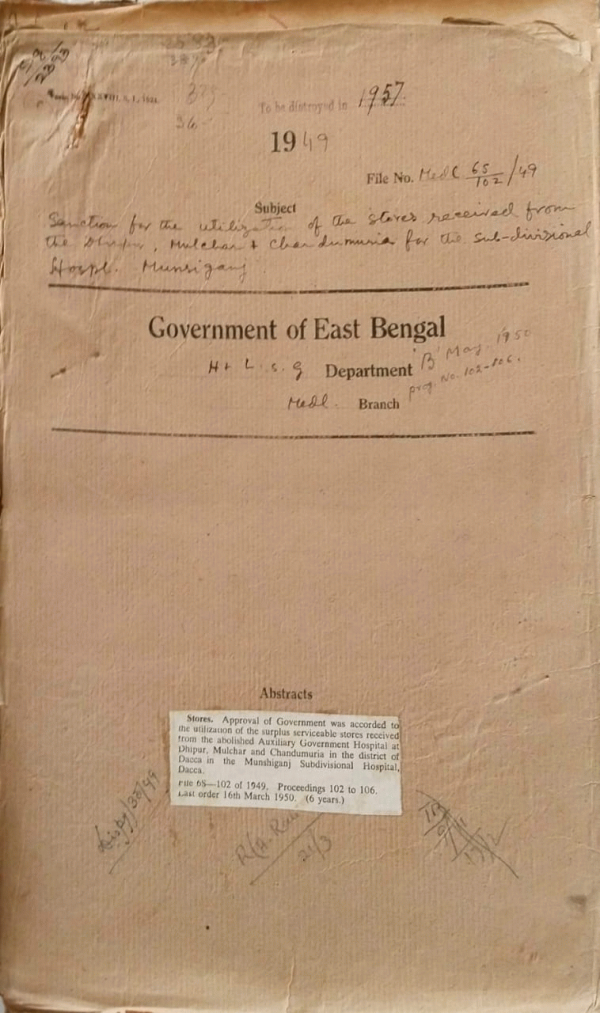 To be distroyed in 1957
1949
File No. Medl 65/102/49
Subject
Sanction for the utilization of the stores received from
the Dhipur, Mulchar + Chandumuria for the sub-divisional
Hospl. Munsiganj
Government of East Bengal
H + L. S. G Department
'B' May. 1950
prog. No. 102-106.
Medl. Branch
Abstracts
Stores. Approval of Government was accorded to
the utilization of the surplus serviceable stores received
from the abolished Auxiliary Government Hospital at
Dhipur, Mulchar and Chandumuria in the district of
Dacca in the Munshiganj Subdivisional Hospital,
Dacca.
File 65—102 of 1949. Proceedings 102 to 106.
Last order 16th March 1950. (6 years.)
21/3